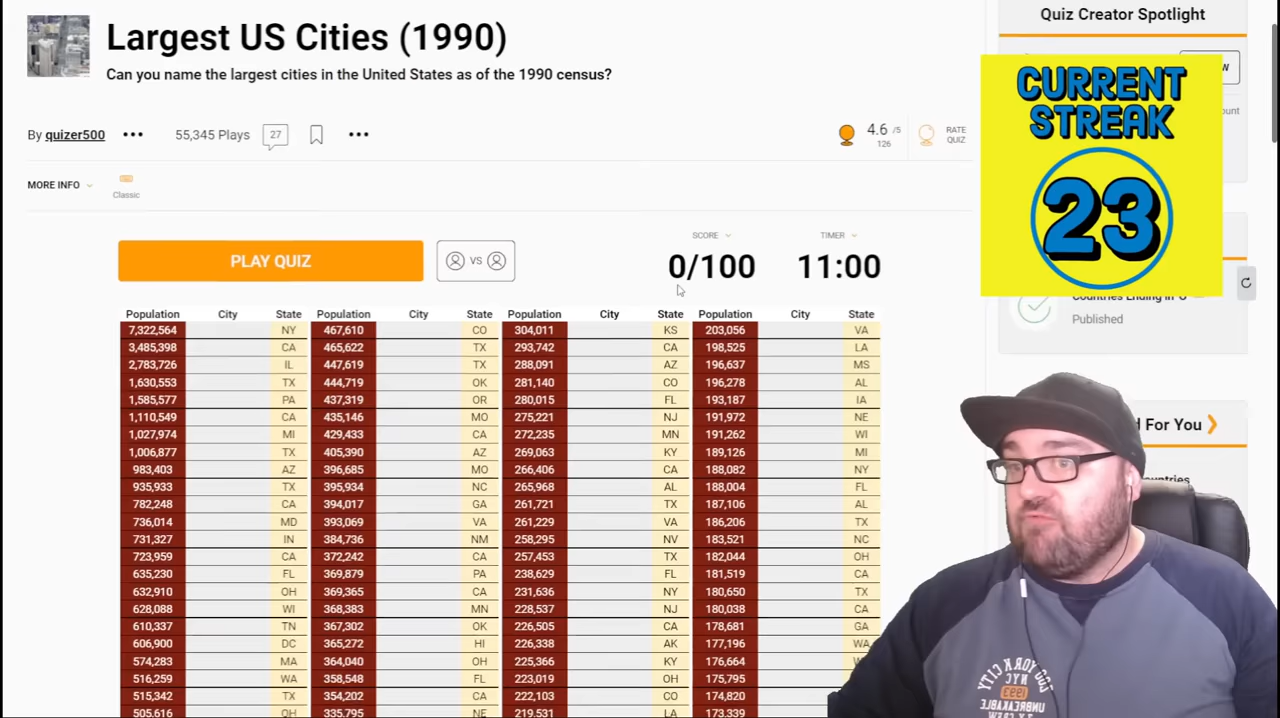 Largest US Cities (1990)
Can you name the largest cities in the United States as of the 1990 census?
By quizer500 ••• 55,345 Plays 27 •••
4.6 /5
126
RATE
QUIZ
MORE INFO
Classic
Quiz Creator Spotlight
CURRENT
STREAK
23
Published
PLAY QUIZ
VS
SCORE
0/100
TIMER
11:00
d For You
Population City State Population City State Population City State Population City State
7,322,564 NY 467,610 CO 304,011 KS 203,056 VA
3,485,398 CA 465,622 TX 293,742 CA 198,525 LA
2,783,726 IL 447,619 TX 288,091 AZ 196,637 MS
1,630,553 TX 444,719 OK 281,140 CO 196,278 AL
1,585,577 PA 437,319 OR 280,015 FL 193,187 IA
1,110,549 CA 435,146 MO 275,221 NJ 191,972 NE
1,027,974 MI 429,433 CA 272,235 MN 191,262 WI
1,006,877 TX 405,390 AZ 269,063 KY 189,126 MI
983,403 AZ 396,685 MO 266,406 CA 188,082 NY
935,933 TX 395,934 NC 265,968 AL 188,004 FL
782,248 CA 394,017 GA 261,721 TX 187,106 AL
736,014 MD 393,069 VA 261,229 VA 186,206 TX
731,327 IN 384,736 NM 258,295 NV 183,521 NC
723,959 CA 372,242 CA 257,453 TX 182,044 OH
635,230 FL 369,879 PA 238,629 FL 181,519 CA
632,910 OH 369,365 CA 231,636 NY 180,650 TX
628,088 WI 368,383 MN 228,537 NJ 180,038 CA
610,337 TN 367,302 OK 226,505 CA 178,681 GA
606,900 DC 365,272 HI 226,338 AK 177,196 WA
574,283 MA 364,040 OH 225,366 KY 176,664
516,259 WA 358,548 FL 223,019 OH 175,795
515,342 TX 354,202 CA 222,103 CO 174,820
505,616 OH 335,795 NE 219,531 LA 173,339
NEW YORK CITY
NYC
1993
UNBREAKABLE